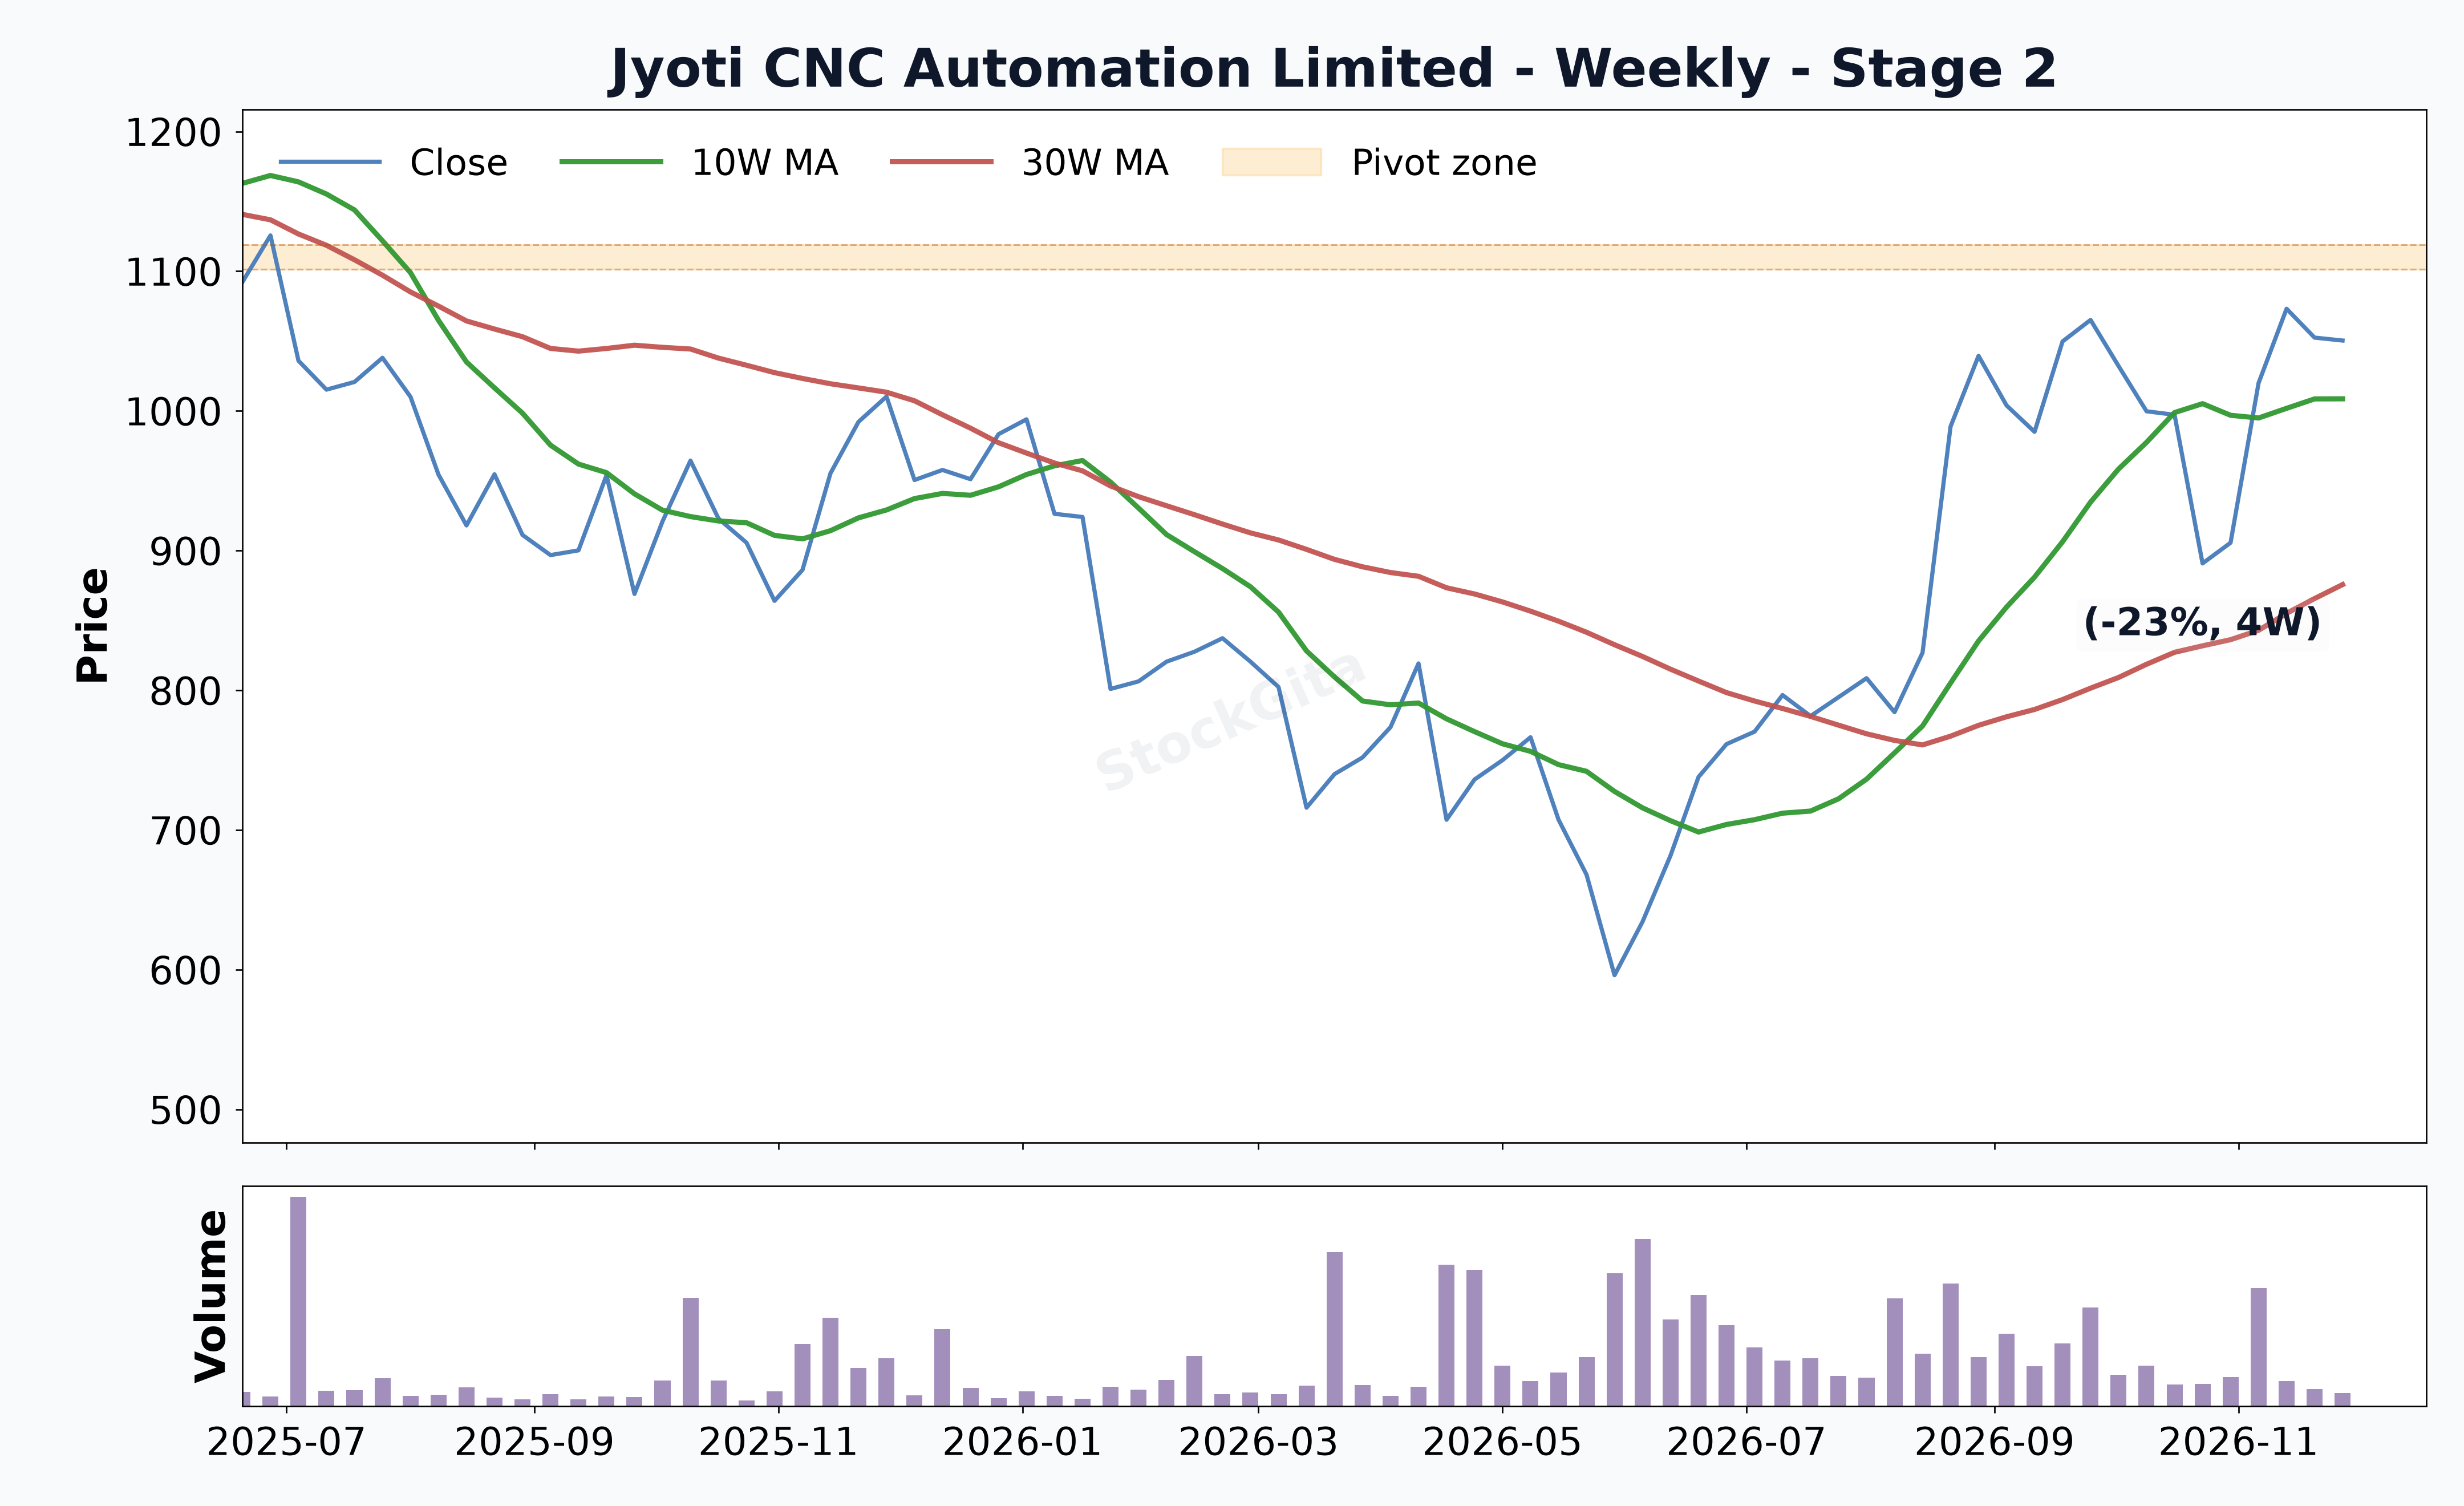 Jyoti CNC Automation Limited - Weekly - Stage 2
Close 10W MA 30W MA Pivot zone
1200
1100
1000
900
800
700
600
500
Price
(-23%, 4W)
StockGita
Volume
2025-07 2025-09 2025-11 2026-01 2026-03 2026-05 2026-07 2026-09 2026-11